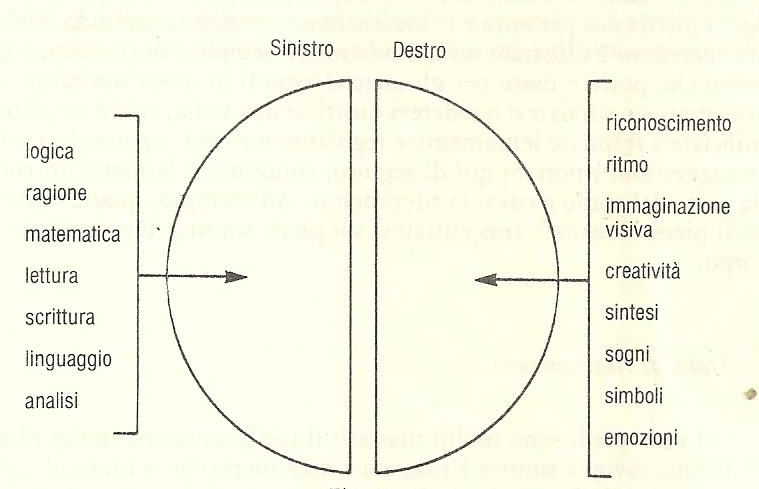 Sinistro Destro
logica
ragione
matematica
lettura
scrittura
linguaggio
analisi
riconoscimento
ritmo
immaginazione
visiva
creatività
sintesi
sogni
simboli
emozioni